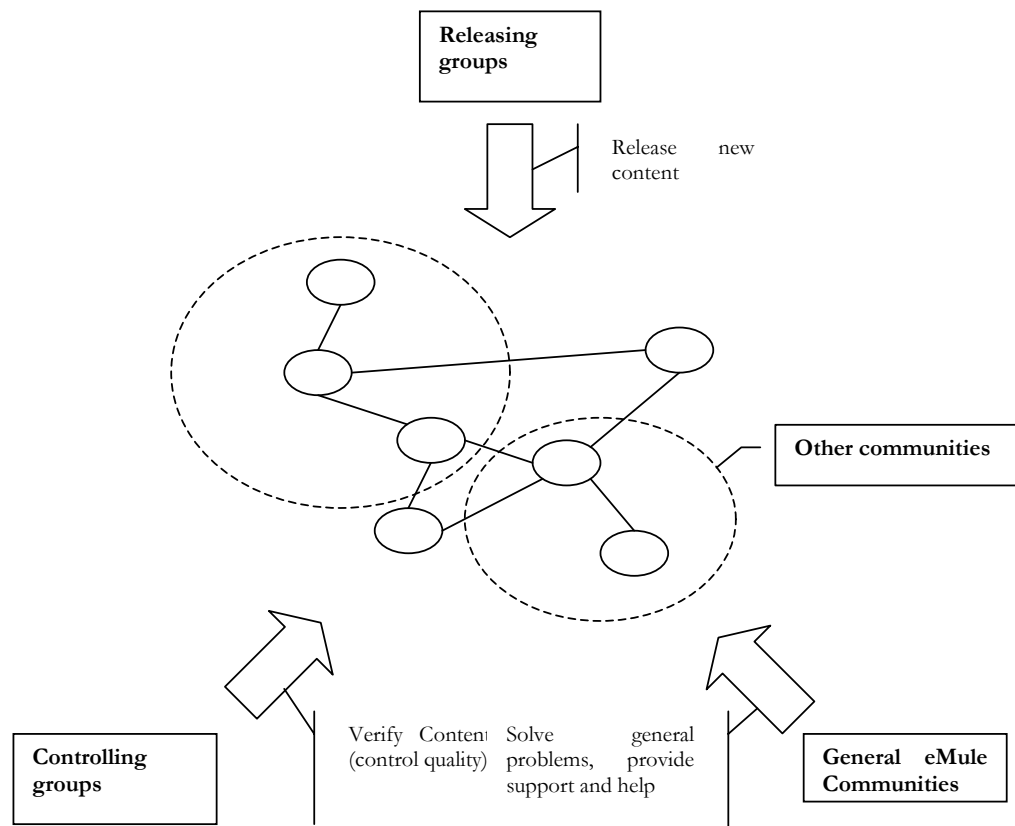 Releasing
groups
Release new
content
Other communities
Verify Content
(control quality)
Solve general
problems, provide
support and help
Controlling
groups
General eMule
Communities